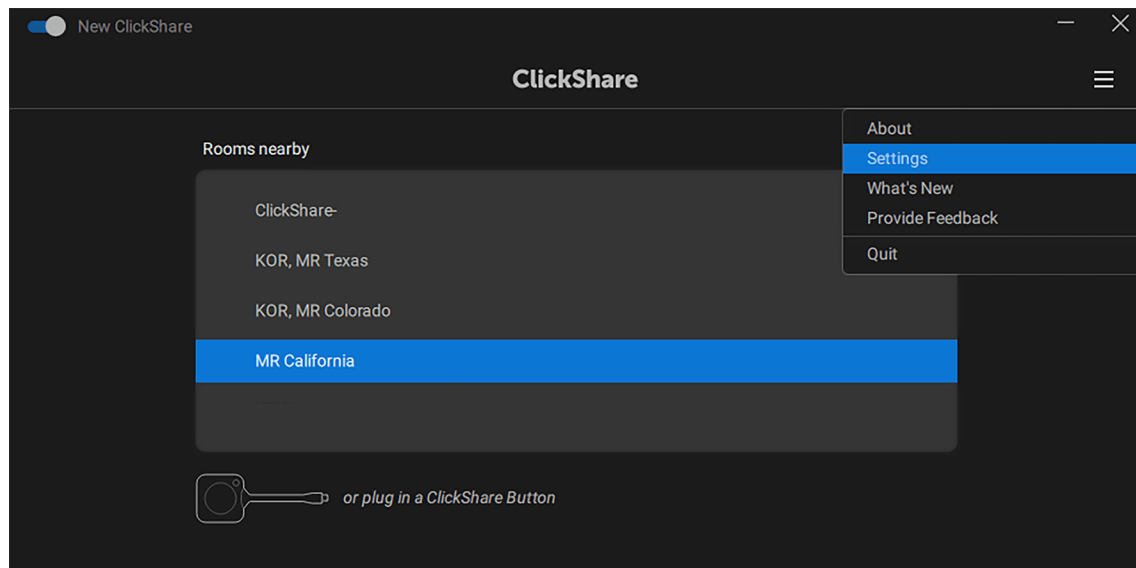 New ClickShare
ClickShare
About
Settings
What's New
Provide Feedback
Quit
Rooms nearby
ClickShare-
KOR, MR Texas
KOR, MR Colorado
MR California
or plug in a ClickShare Button